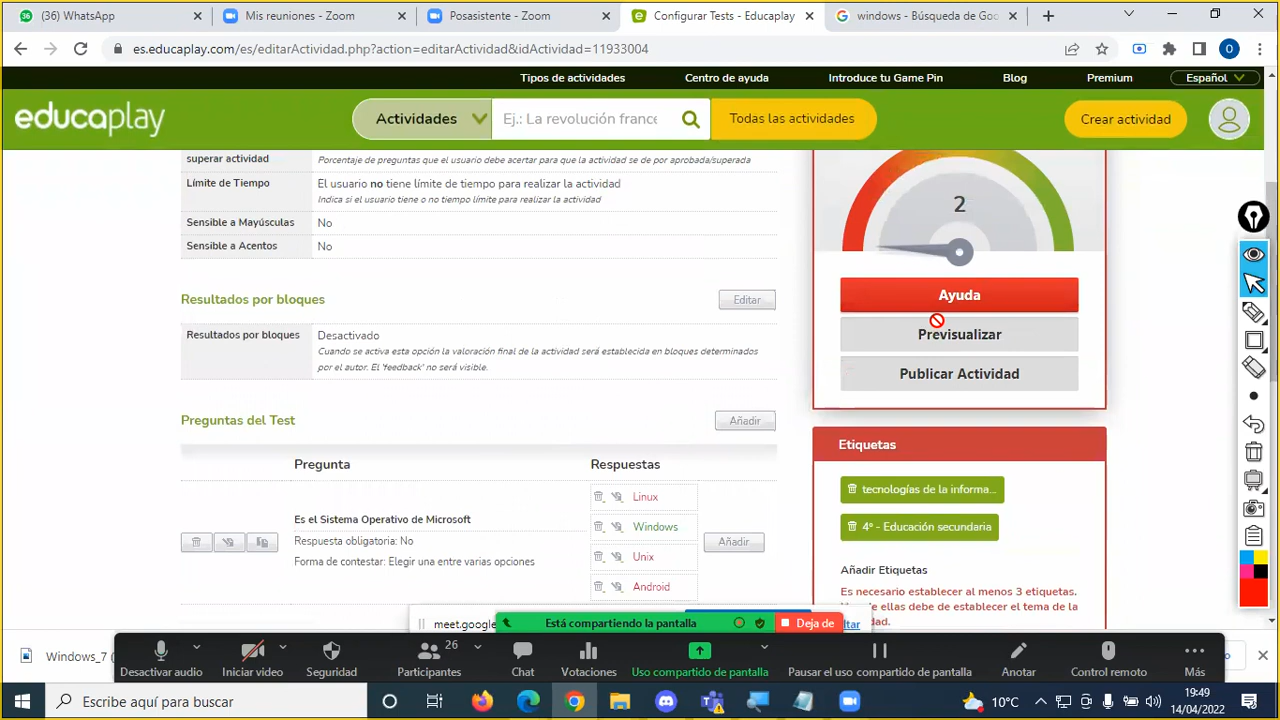 (36) WhatsApp
Mis reuniones - Zoom
Posasistente - Zoom
Configurar Tests - Educaplay
windows - Búsqueda de Goo
es.educaplay.com/es/editarActividad.php?action=editarActividad&idActividad=11933004
O
Tipos de actividades
Centro de ayuda
Introduce tu Game Pin
Blog
Premium
Español
educaplay
Actividades
Ej.: La revolución france
Todas las actividades
Crear actividad
superar actividad
Porcentaje de preguntas que el usuario debe acertar para que la actividad se de por aprobada/superada
Límite de Tiempo
El usuario no tiene límite de tiempo para realizar la actividad
Indica si el usuario tiene o no tiempo límite para realizar la actividad
Sensible a Mayúsculas
No
Sensible a Acentos
No
Resultados por bloques
Editar
Resultados por bloques
Desactivado
Cuando se activa esta opción la valoración final de la actividad será establecida en bloques determinados
por el autor. El 'feedback' no será visible.
Preguntas del Test
Añadir
Pregunta
Respuestas
Es el Sistema Operativo de Microsoft
Respuesta obligatoria: No
Forma de contestar: Elegir una entre varias opciones
Linux
Windows
Unix
Android
Añadir
2
Ayuda
Previsualizar
Publicar Actividad
Etiquetas
tecnologías de la informa...
4º - Educación secundaria
Añadir Etiquetas
Es necesario establecer al menos 3 etiquetas.
de ellas debe de establecer el tema de la
dad.
meet.google
Está compartiendo la pantalla
Deja de
ltar
Windows_7 (
Desactivar audio
Iniciar video
Seguridad
26
Participantes
Chat
Votaciones
Uso compartido de pantalla
Pausar el uso compartido de pantalla
Anotar
Control remoto
Más
Escribe aquí para buscar
10°C
19:49
14/04/2022